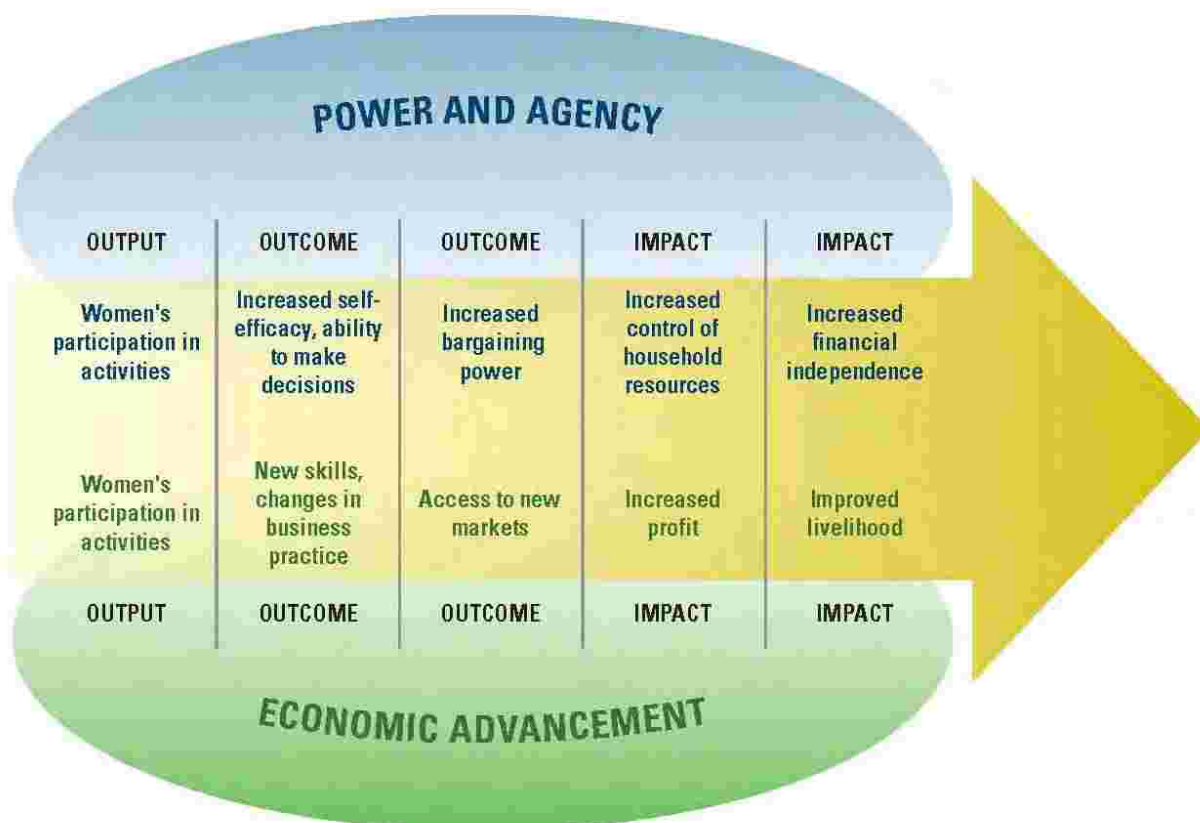 POWER AND AGENCY
OUTPUT OUTCOME OUTCOME IMPACT IMPACT
Women's
participation in
activities
Increased self-
efficacy, ability
to make
decisions
Increased
bargaining
power
Increased
control of
household
resources
Increased
financial
independence
Women's
participation in
activities
New skills,
changes in
business
practice
Access to new
markets
Increased
profit
Improved
livelihood
OUTPUT OUTCOME OUTCOME IMPACT IMPACT
ECONOMIC ADVANCEMENT